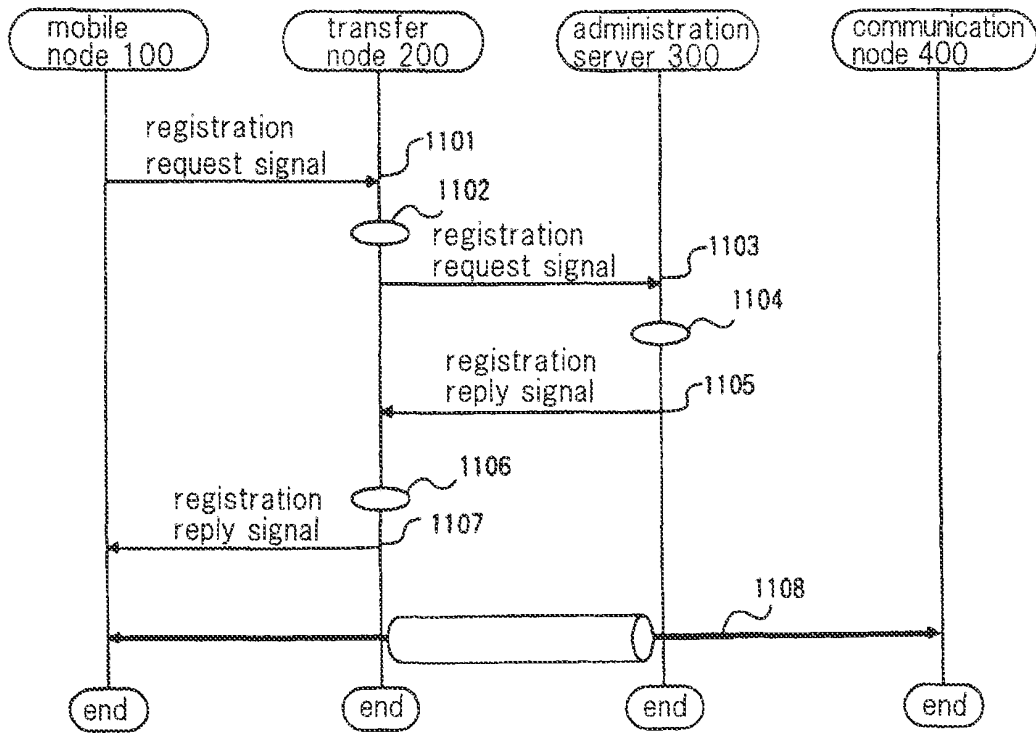 mobile
node 100
transfer
node 200
administration
server 300
communication
node 400
registration
request signal
1101
1102
registration
request signal
1103
1104
registration
reply signal
1105
1106
registration
reply signal
1107
1108
end
end
end
end